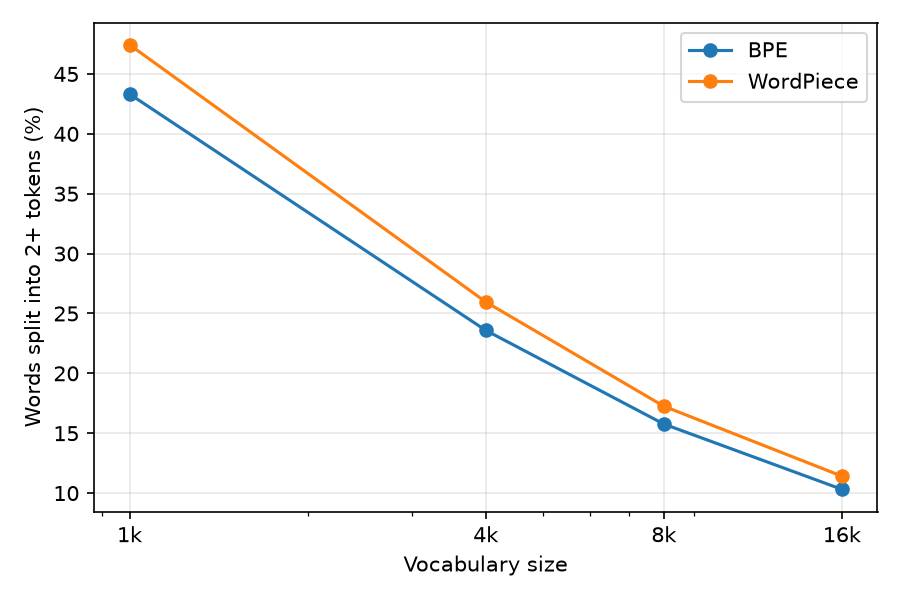 BPE
WordPiece
45
40
35
30
25
20
15
10
Words split into 2+ tokens (%)
1k
4k
8k
16k
Vocabulary size